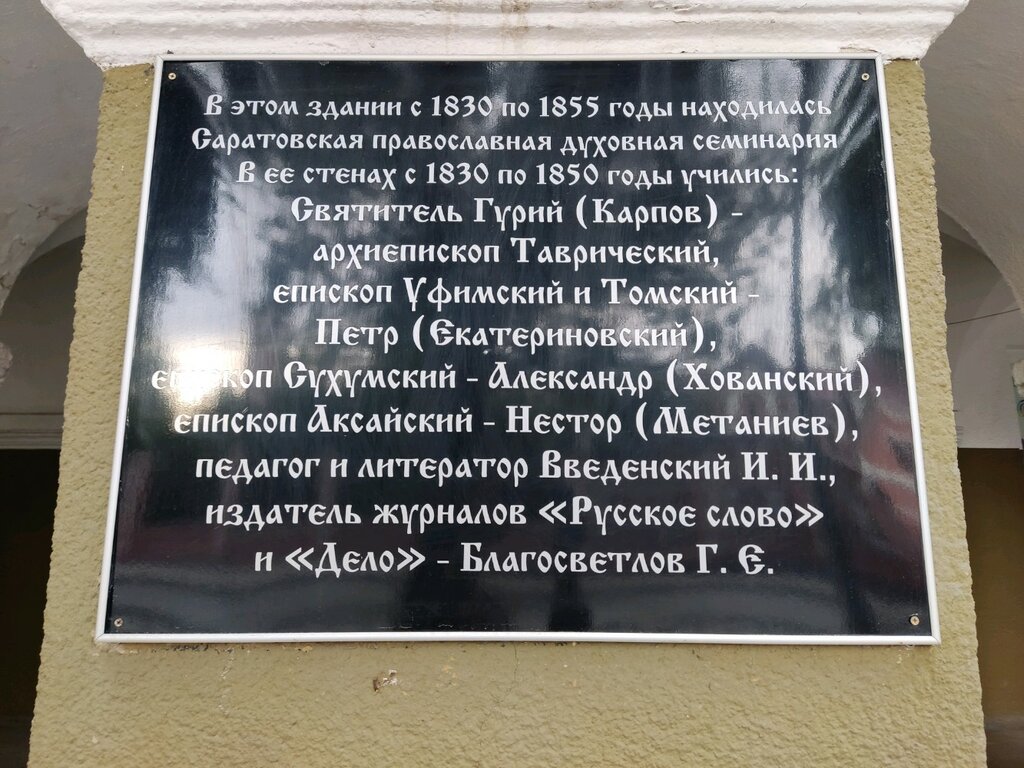 В этом здании с 1830 по 1855 годы находилась
Саратовская православная духовная семинария
В ее стенах с 1830 по 1850 годы учились:
Святитель Гурий (Карпов) -
архиепископ Таврический,
епископ Уфимский и Томский -
Петр (Екатериновский),
епископ Сухумский - Александр (Хованский),
епископ Аксайский - Нестор (Метаниев),
педагог и литератор Введенский И. И.,
издатель журналов «Русское слово»
и «Дело» - Благосветлов Г. Е.